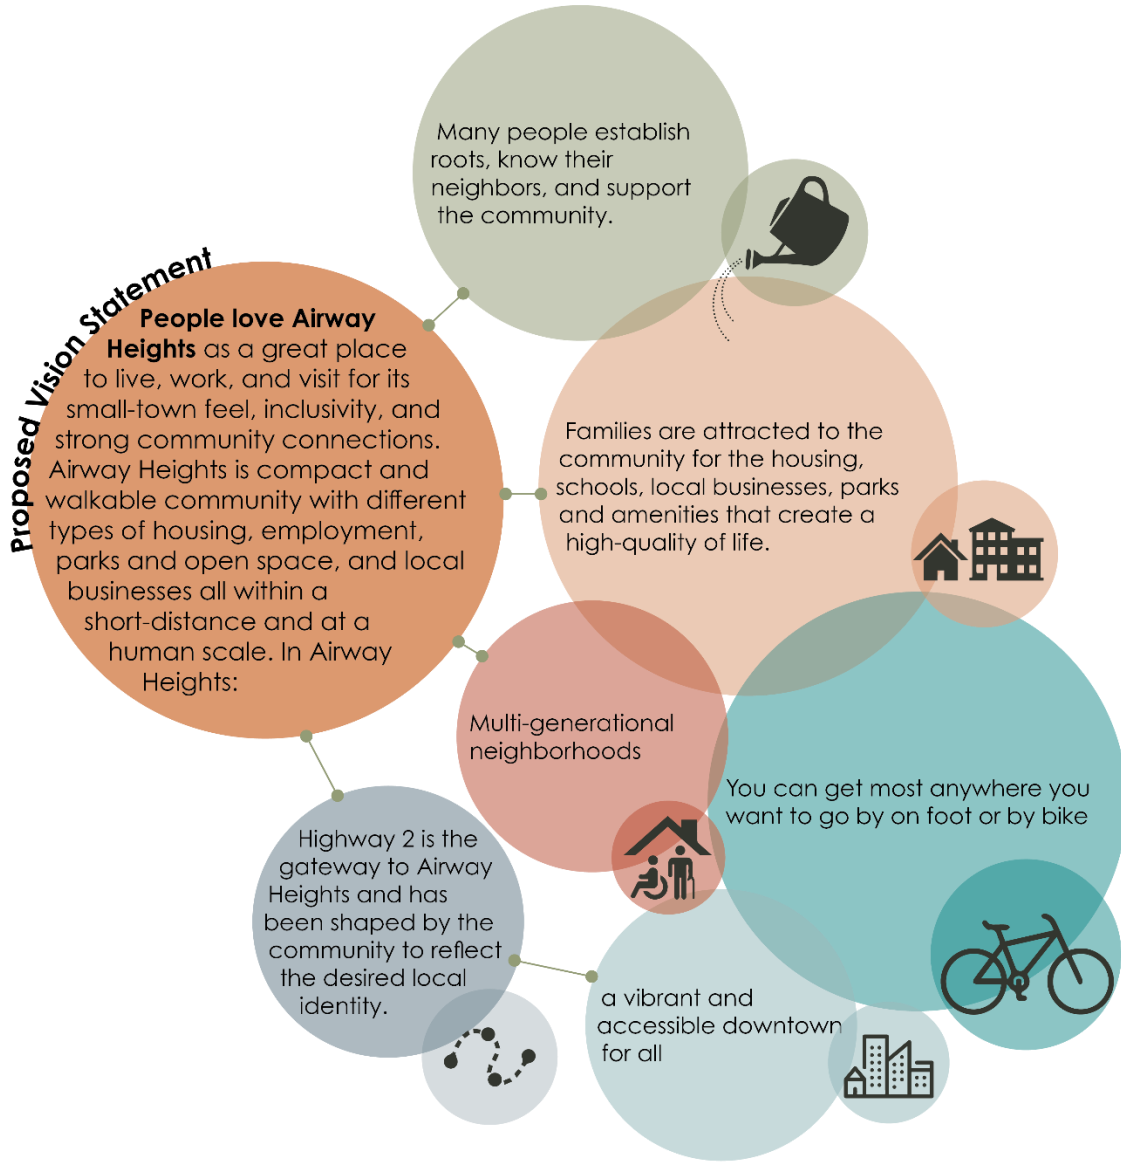 Proposed Vision Statement
People love Airway
Heights as a great place
to live, work, and visit for its
small-town feel, inclusivity, and
strong community connections.
Airway Heights is compact and
walkable community with different
types of housing, employment,
parks and open space, and local
businesses all within a
short-distance and at a
human scale. In Airway
Heights:
Many people establish
roots, know their
neighbors, and support
the community.
Families are attracted to the
community for the housing,
schools, local businesses, parks
and amenities that create a
high-quality of life.
Multi-generational
neighborhoods
You can get most anywhere you
want to go by on foot or by bike
Highway 2 is the
gateway to Airway
Heights and has
been shaped by the
community to reflect
the desired local
identity.
a vibrant and
accessible downtown
for all